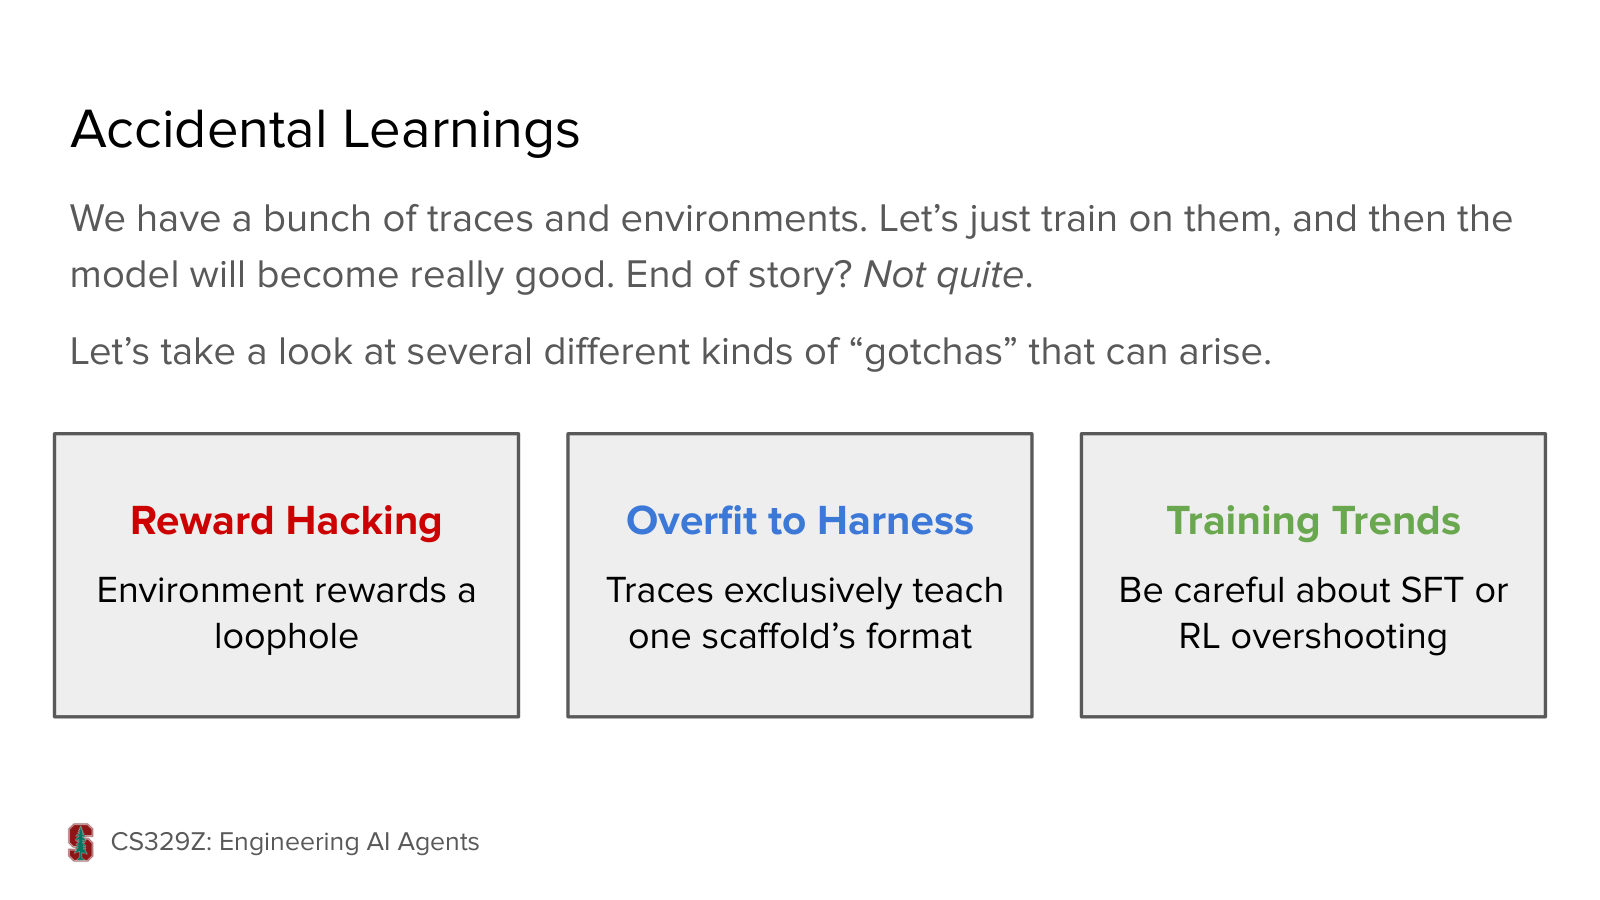 Accidental Learnings
We have a bunch of traces and environments. Let’s just train on them, and then the
model will become really good. End of story? Not quite.
Let’s take a look at several different kinds of “gotchas” that can arise.
Reward Hacking
Environment rewards a
loophole
Overfit to Harness
Traces exclusively teach
one scaffold’s format
Training Trends
Be careful about SFT or
RL overshooting
CS329Z: Engineering AI Agents